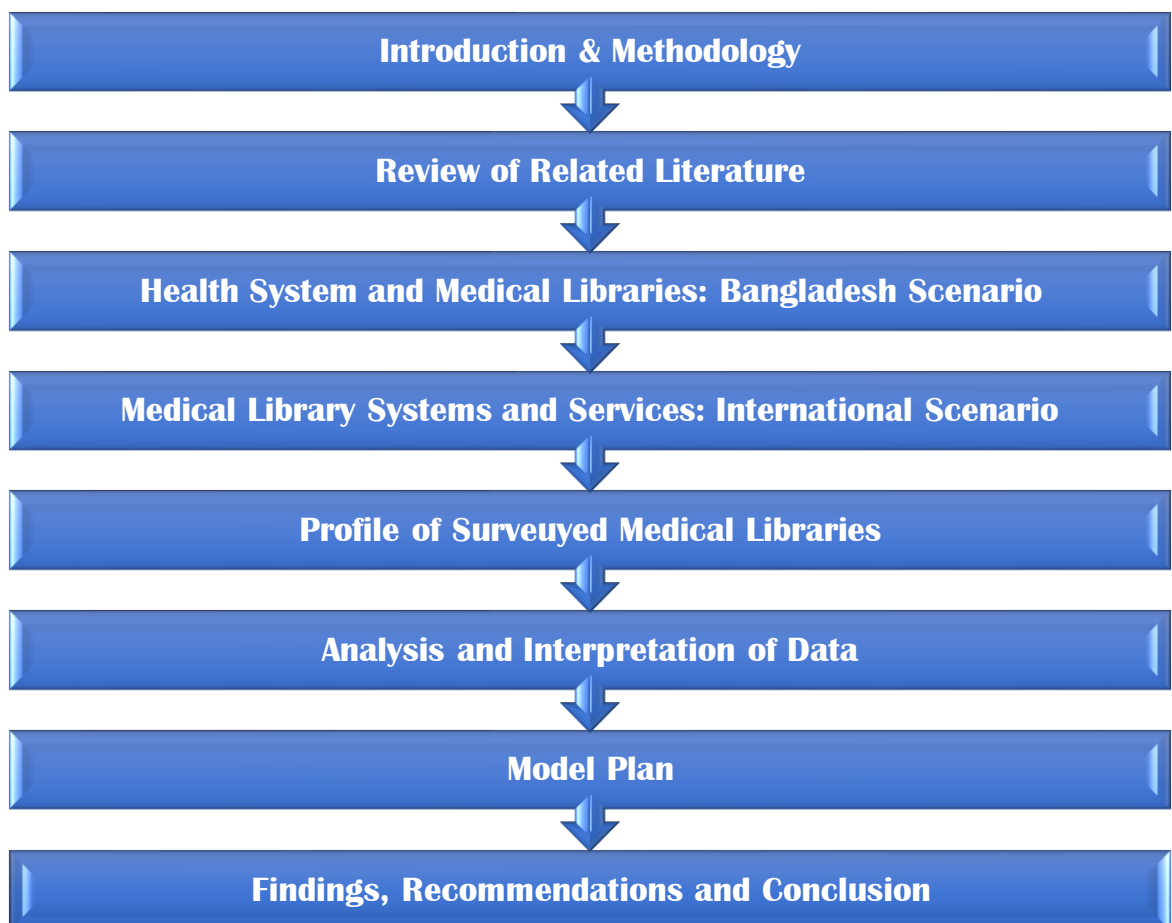 Introduction & Methodology
Review of Related Literature
Health System and Medical Libraries: Bangladesh Scenario
Medical Library Systems and Services: International Scenario
Profile of Surveuyed Medical Libraries
Analysis and Interpretation of Data
Model Plan
Findings, Recommendations and Conclusion